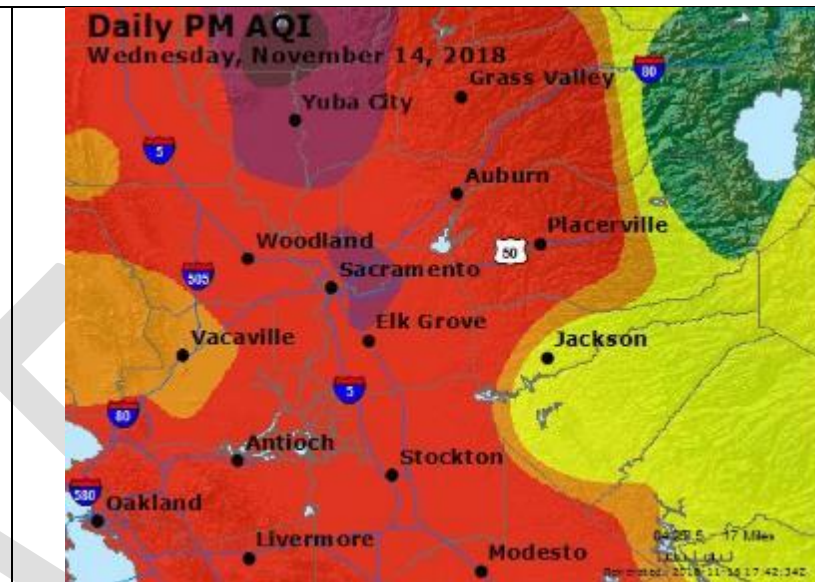 Daily PM AQI
Wednesday, November 14, 2018
80
Grass Valley
Yuba City
5
Auburn
Placerville
50
Woodland
Sacramento
505
Elk Grove
Vacaville
Jackson
5
80
Antioch
Stockton
580
Oakland
17 Miles
Livermore
Modesto